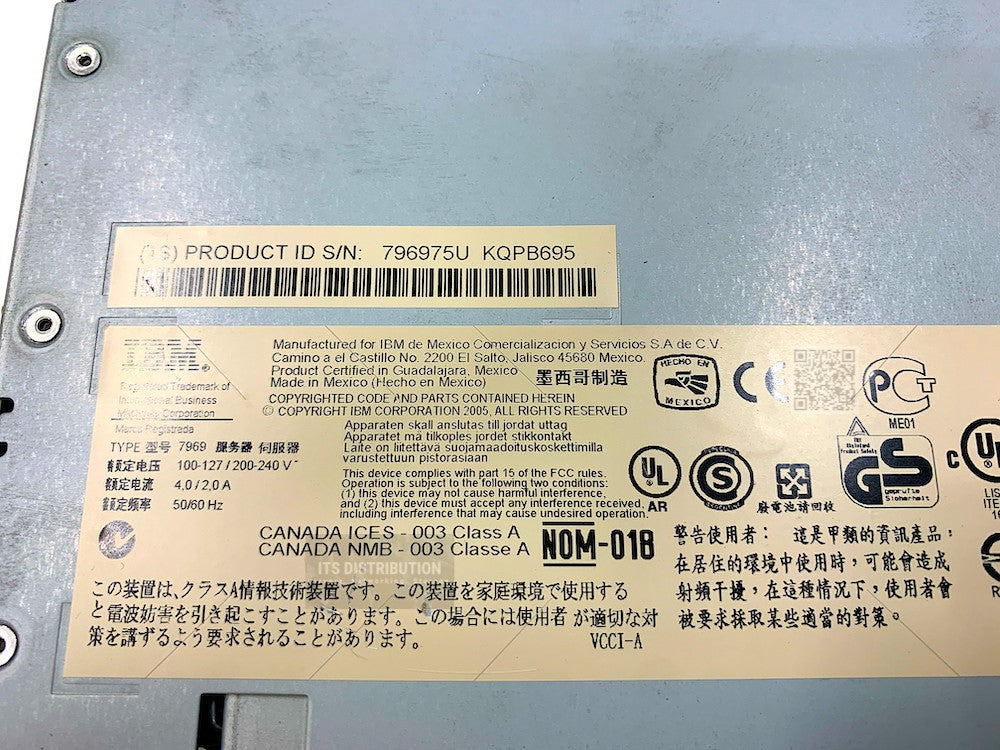 (1S) PRODUCT ID S/N: 796975U KQPB695
IBM®
Registered Trademark of
International Business
Machines Corporation
Marca Registrada
Manufactured for IBM de Mexico Comercializacion y Servicios S.A de C.V.
Camino a el Castillo No. 2200 El Salto, Jalisco 45680 Mexico.
Product Certified in Guadalajara, Mexico
Made in Mexico (Hecho en Mexico) 墨西哥制造
COPYRIGHTED CODE AND PARTS CONTAINED HEREIN
© COPYRIGHT IBM CORPORATION 2005, ALL RIGHTS RESERVED
HECHO EN
MEXICO
CE
PCT
ME01
TYPE 型号 7969 服务器 伺服器
额定电压 100-127 / 200-240 V~
额定电流 4.0 / 2.0 A
额定频率 50/60 Hz
Apparaten skall anslutas till jordat uttag
Apparatet må tilkoples jordet stikkontakt
Laite on liitettävä suojamaadoituskoskettimilla
varustettuun pistorasiaan
This device complies with part 15 of the FCC rules.
Operation is subject to the following two conditions:
(1) this device may not cause harmful interference,
and (2) this device must accept any interference received,
including interference that may cause undesired operation.
UL
AR
S
廢電池請回收
GS
geprüfte
Sicherheit
c UL
LIS
ITE
CANADA ICES - 003 Class A
CANADA NMB - 003 Classe A
NOM-018
ITS DISTRIBUTION
この装置は、クラスA情報技術装置です。この装置を家庭環境で使用する
と電波妨害を引き起こすことがあります。この場合には使用者が適切な対
策を講ずるよう要求されることがあります。 VCCI-A
警告使用者： 這是甲類的資訊產品，
在居住的環境中使用時，可能會造成
射頻干擾，在這種情況下，使用者會
被要求採取某些適當的對策。